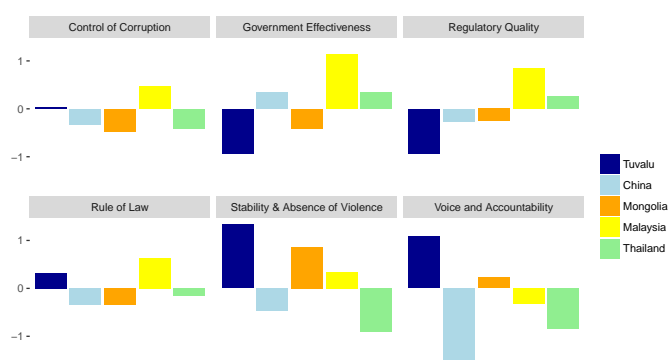 Control of Corruption
Government Effectiveness
Regulatory Quality
1
0
−1
Rule of Law
Stability & Absence of Violence
Voice and Accountability
1
0
−1
Tuvalu
China
Mongolia
Malaysia
Thailand